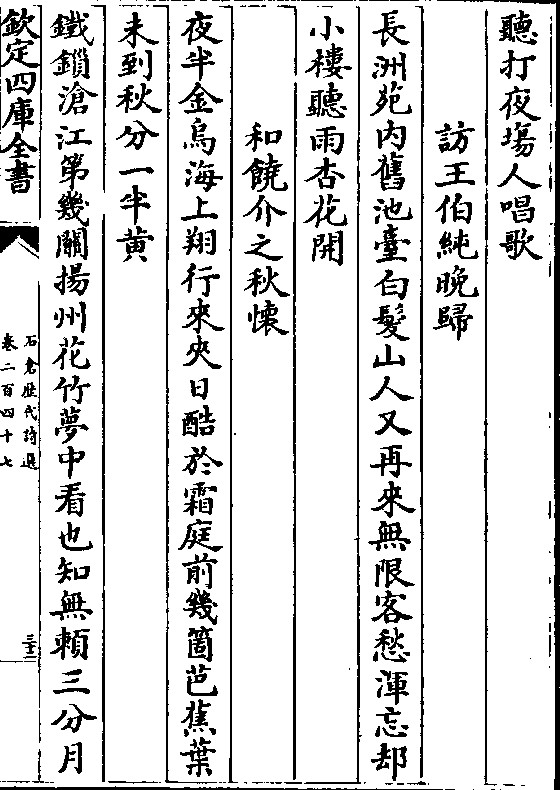 聽打夜塲人唱歌
訪王伯純晚歸
長洲苑内舊池臺白髮山人又再來無限客愁渾忘却
小樓聽雨杏花開
和饒介之秋懐
夜半金烏海上翔行來夾日酷於霜庭前幾箇芭蕉葉
未到秋分一半黄
鐵鎖滄江第幾關揚州花竹夢中看也知無頼三分月
欽定四庫全書
石倉歴代詩選
卷二百四十七
三十三